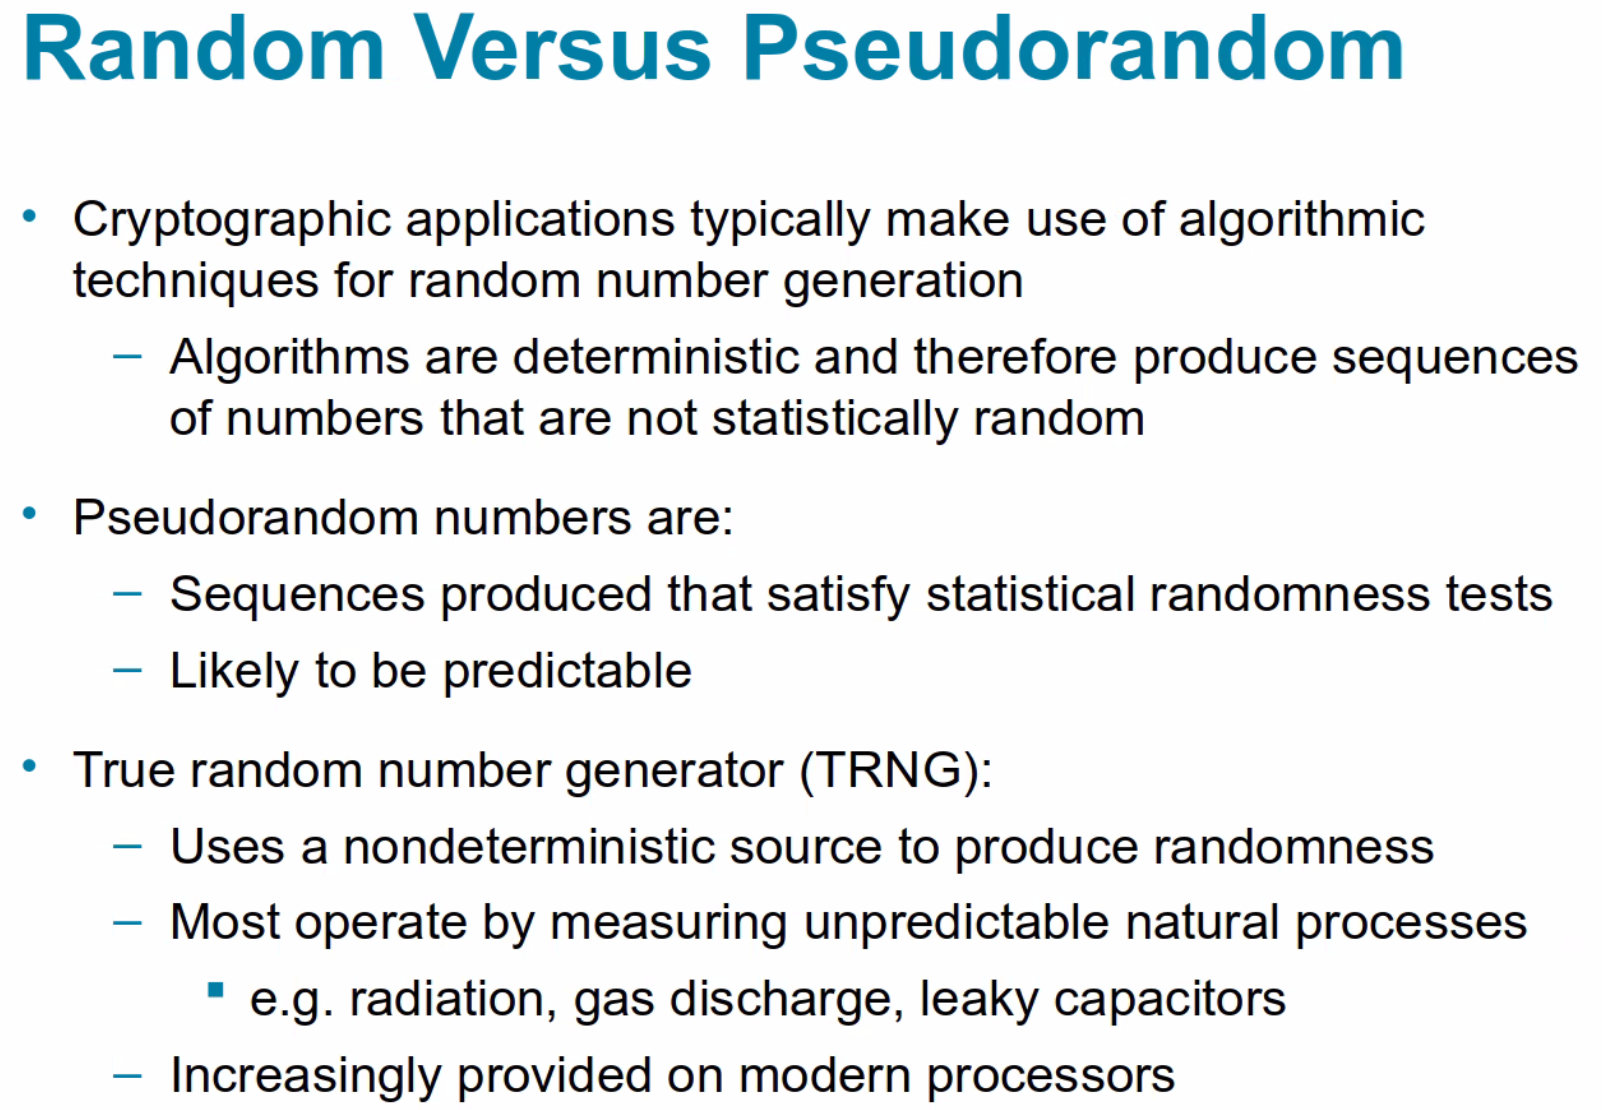 Random Versus Pseudorandom
• Cryptographic applications typically make use of algorithmic
techniques for random number generation
– Algorithms are deterministic and therefore produce sequences
of numbers that are not statistically random
• Pseudorandom numbers are:
– Sequences produced that satisfy statistical randomness tests
– Likely to be predictable
• True random number generator (TRNG):
– Uses a nondeterministic source to produce randomness
– Most operate by measuring unpredictable natural processes
▪ e.g. radiation, gas discharge, leaky capacitors
– Increasingly provided on modern processors